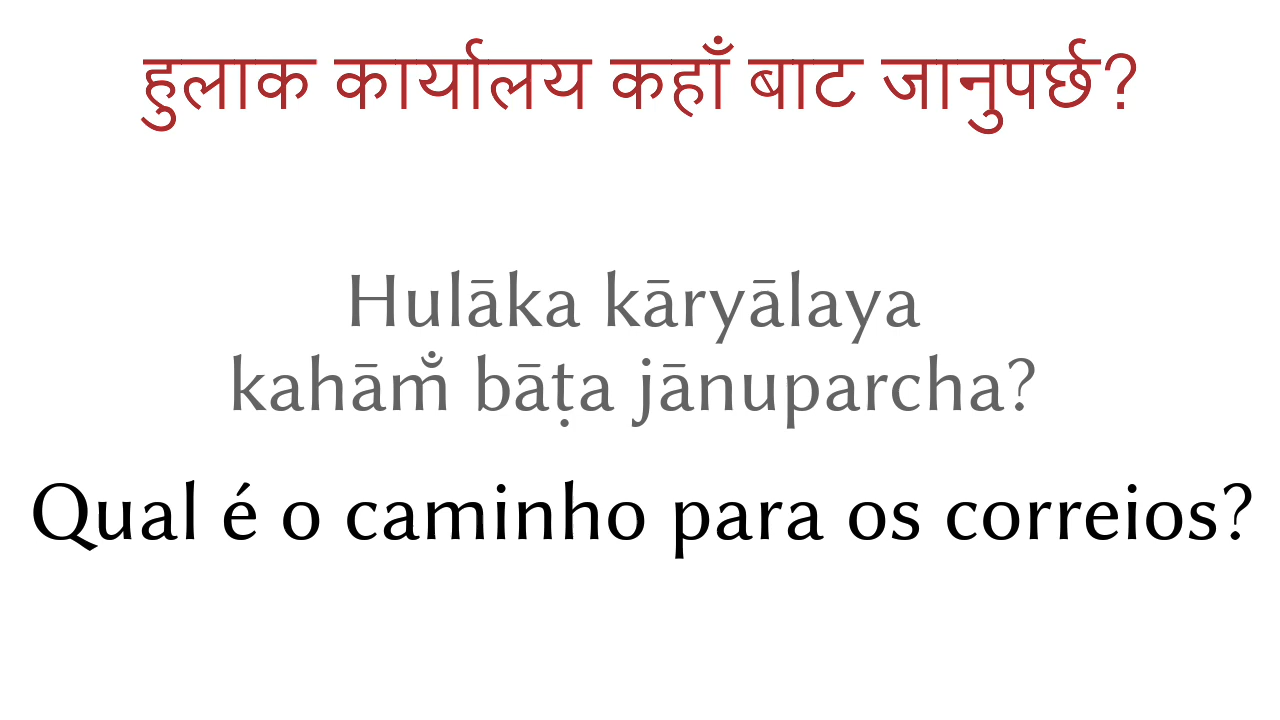 हुलाक कार्यालय कहाँ बाट जानुपर्छ?
Hulāka kāryālaya
kahām̐ bāṭa jānuparcha?
Qual é o caminho para os correios?